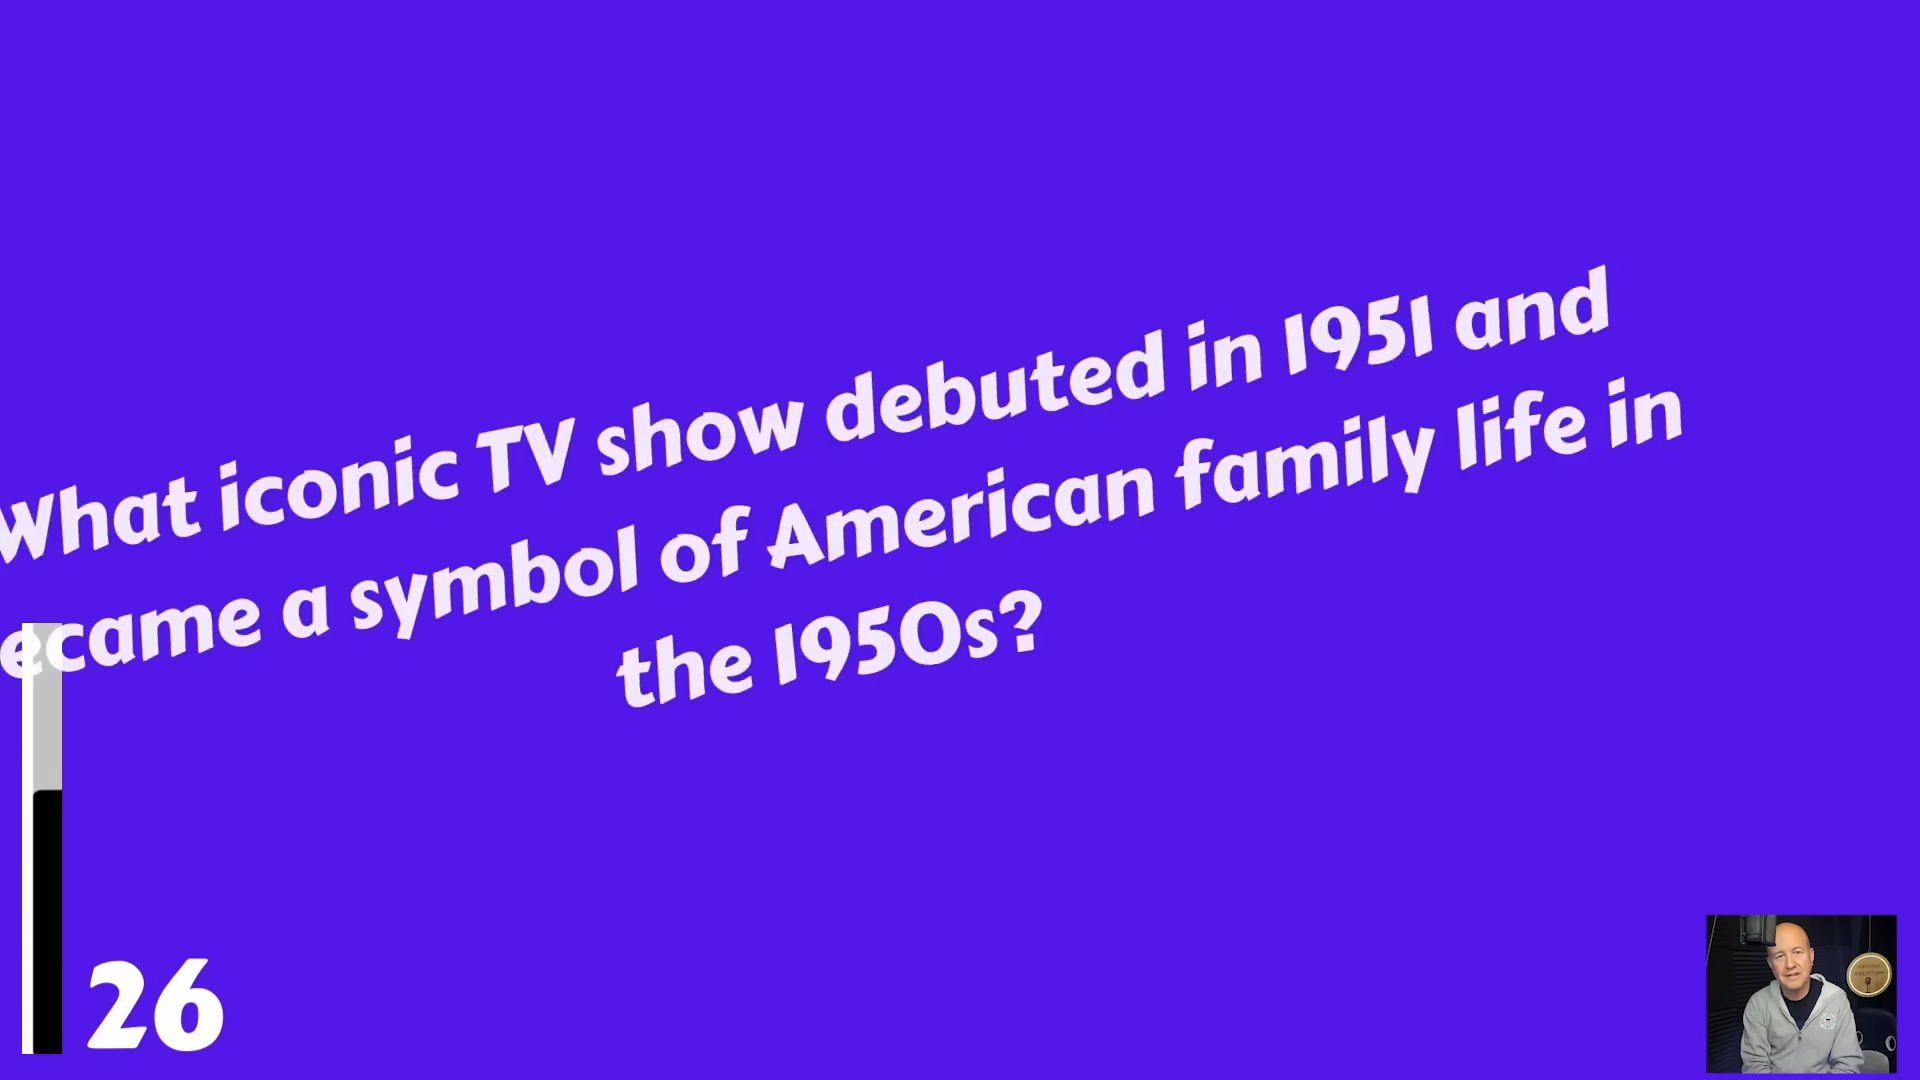 What iconic TV show debuted in 1951 and
ecame a symbol of American family life in
the 1950s?
26